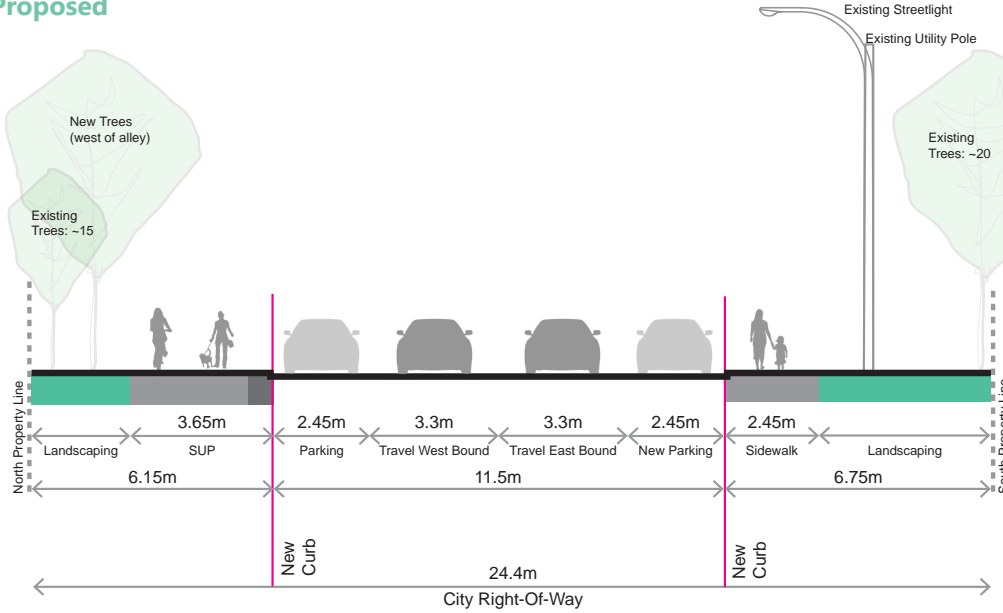 Proposed
Existing Streetlight
Existing Utility Pole
New Trees
(west of alley)
Existing
Trees: ~20
Existing
Trees: ~15
North Property Line
South Property Line
3.65m
2.45m
3.3m
3.3m
2.45m
2.45m
Landscaping
SUP
Parking
Travel West Bound
Travel East Bound
New Parking
Sidewalk
Landscaping
6.15m
11.5m
6.75m
New
Curb
New
Curb
24.4m
City Right-Of-Way